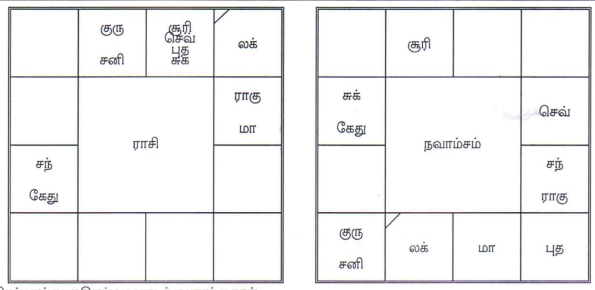 குரு
சனி
சூரி
செவ்
புத
சுக்
லக்
ராகு
மா
ராசி
சந்
கேது
சூரி
சுக்
கேது
செவ்
நவாம்சம்
சந்
ராகு
குரு
சனி
லக்
மா
புத